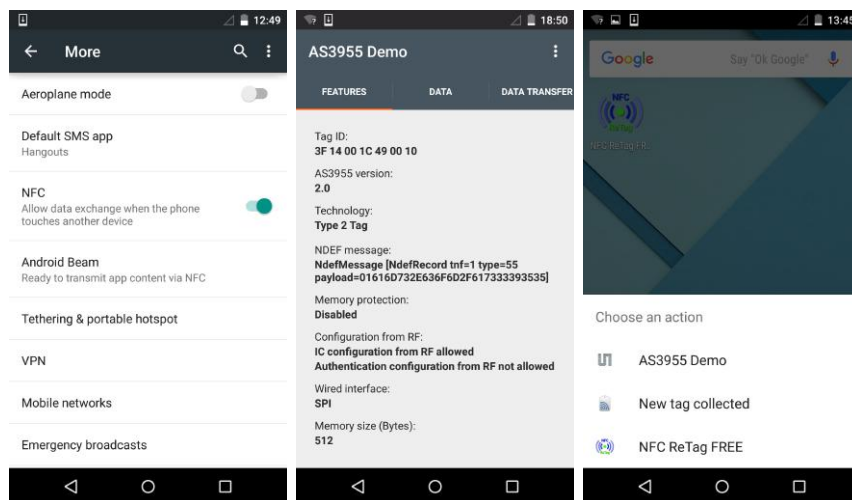 12:49
More
Aeroplane mode
Default SMS app
Hangouts
NFC
Allow data exchange when the phone
touches another device
Android Beam
Ready to transmit app content via NFC
Tethering & portable hotspot
VPN
Mobile networks
Emergency broadcasts
18:50
AS3955 Demo
FEATURES DATA DATA TRANSFER
Tag ID:
3F 14 00 1C 49 00 10
AS3955 version:
2.0
Technology:
Type 2 Tag
NDEF message:
NdefMessage [NdefRecord tnf=1 type=55
payload=01616D732E636F6D2F617333393535]
Memory protection:
Disabled
Configuration from RF:
IC configuration from RF allowed
Authentication configuration from RF not allowed
Wired interface:
SPI
Memory size (Bytes):
512
13:45
Google Say "Ok Google"
NFC
ReTag
NFC ReTag FR..
Choose an action
AS3955 Demo
New tag collected
NFC ReTag FREE